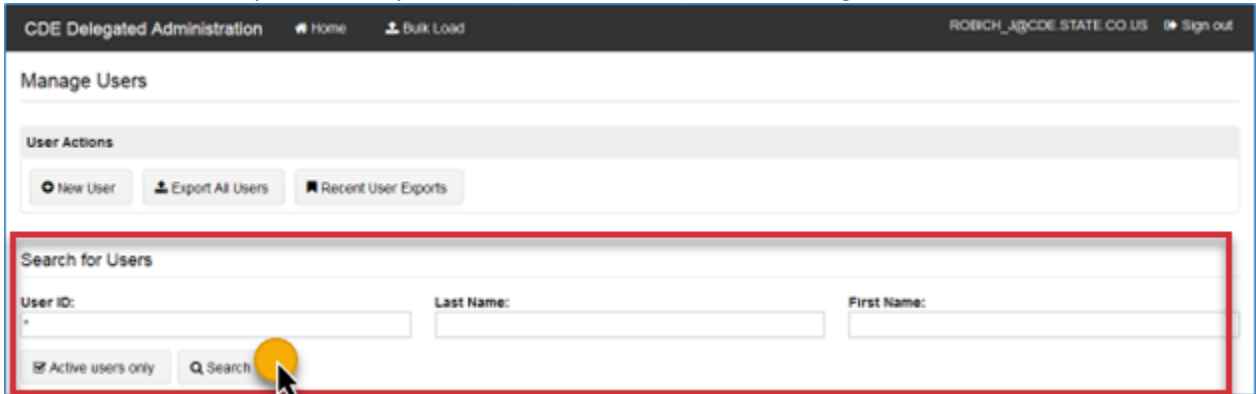 CDE Delegated Administration Home Bulk Load ROBICH_J@CDE.STATE.CO.US Sign out
Manage Users
User Actions
New User Export All Users Recent User Exports
Search for Users
User ID: Last Name: First Name:
*
Active users only Search